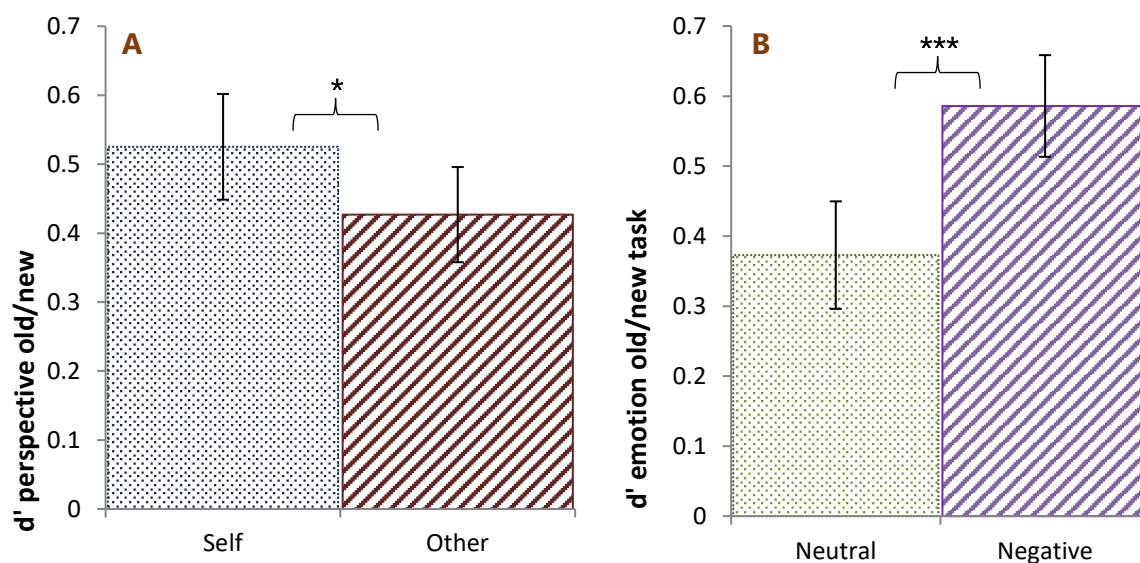 A
d' perspective old/new
0.7
0.6
0.5
0.4
0.3
0.2
0.1
0
*
Self
Other
B
d' emotion old/new task
0.7
0.6
0.5
0.4
0.3
0.2
0.1
0
***
Neutral
Negative